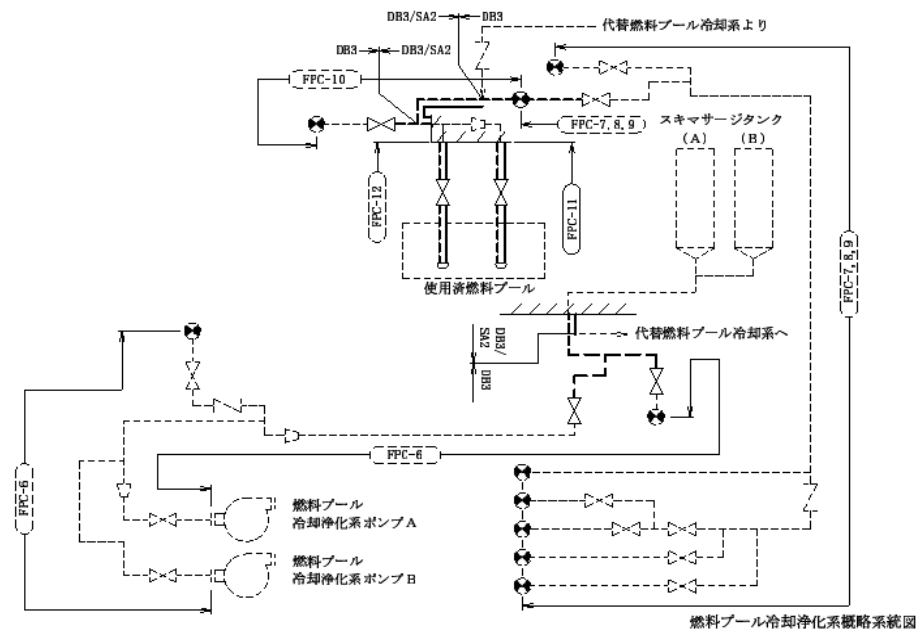 DB3/SA2
DB3
代替燃料プール冷却系より
DB3
DB3/SA2
FPC-10
FPC-7,8,9
スキマサージタンク
(A)
(B)
FPC-12
FPC-11
FPC-7,8,9
使用済燃料プール
DB3/
SA2
DB3
代替燃料プール冷却系へ
FPC-6
FPC-6
燃料プール
冷却浄化系ポンプA
燃料プール
冷却浄化系ポンプB
燃料プール冷却浄化系概略系統図